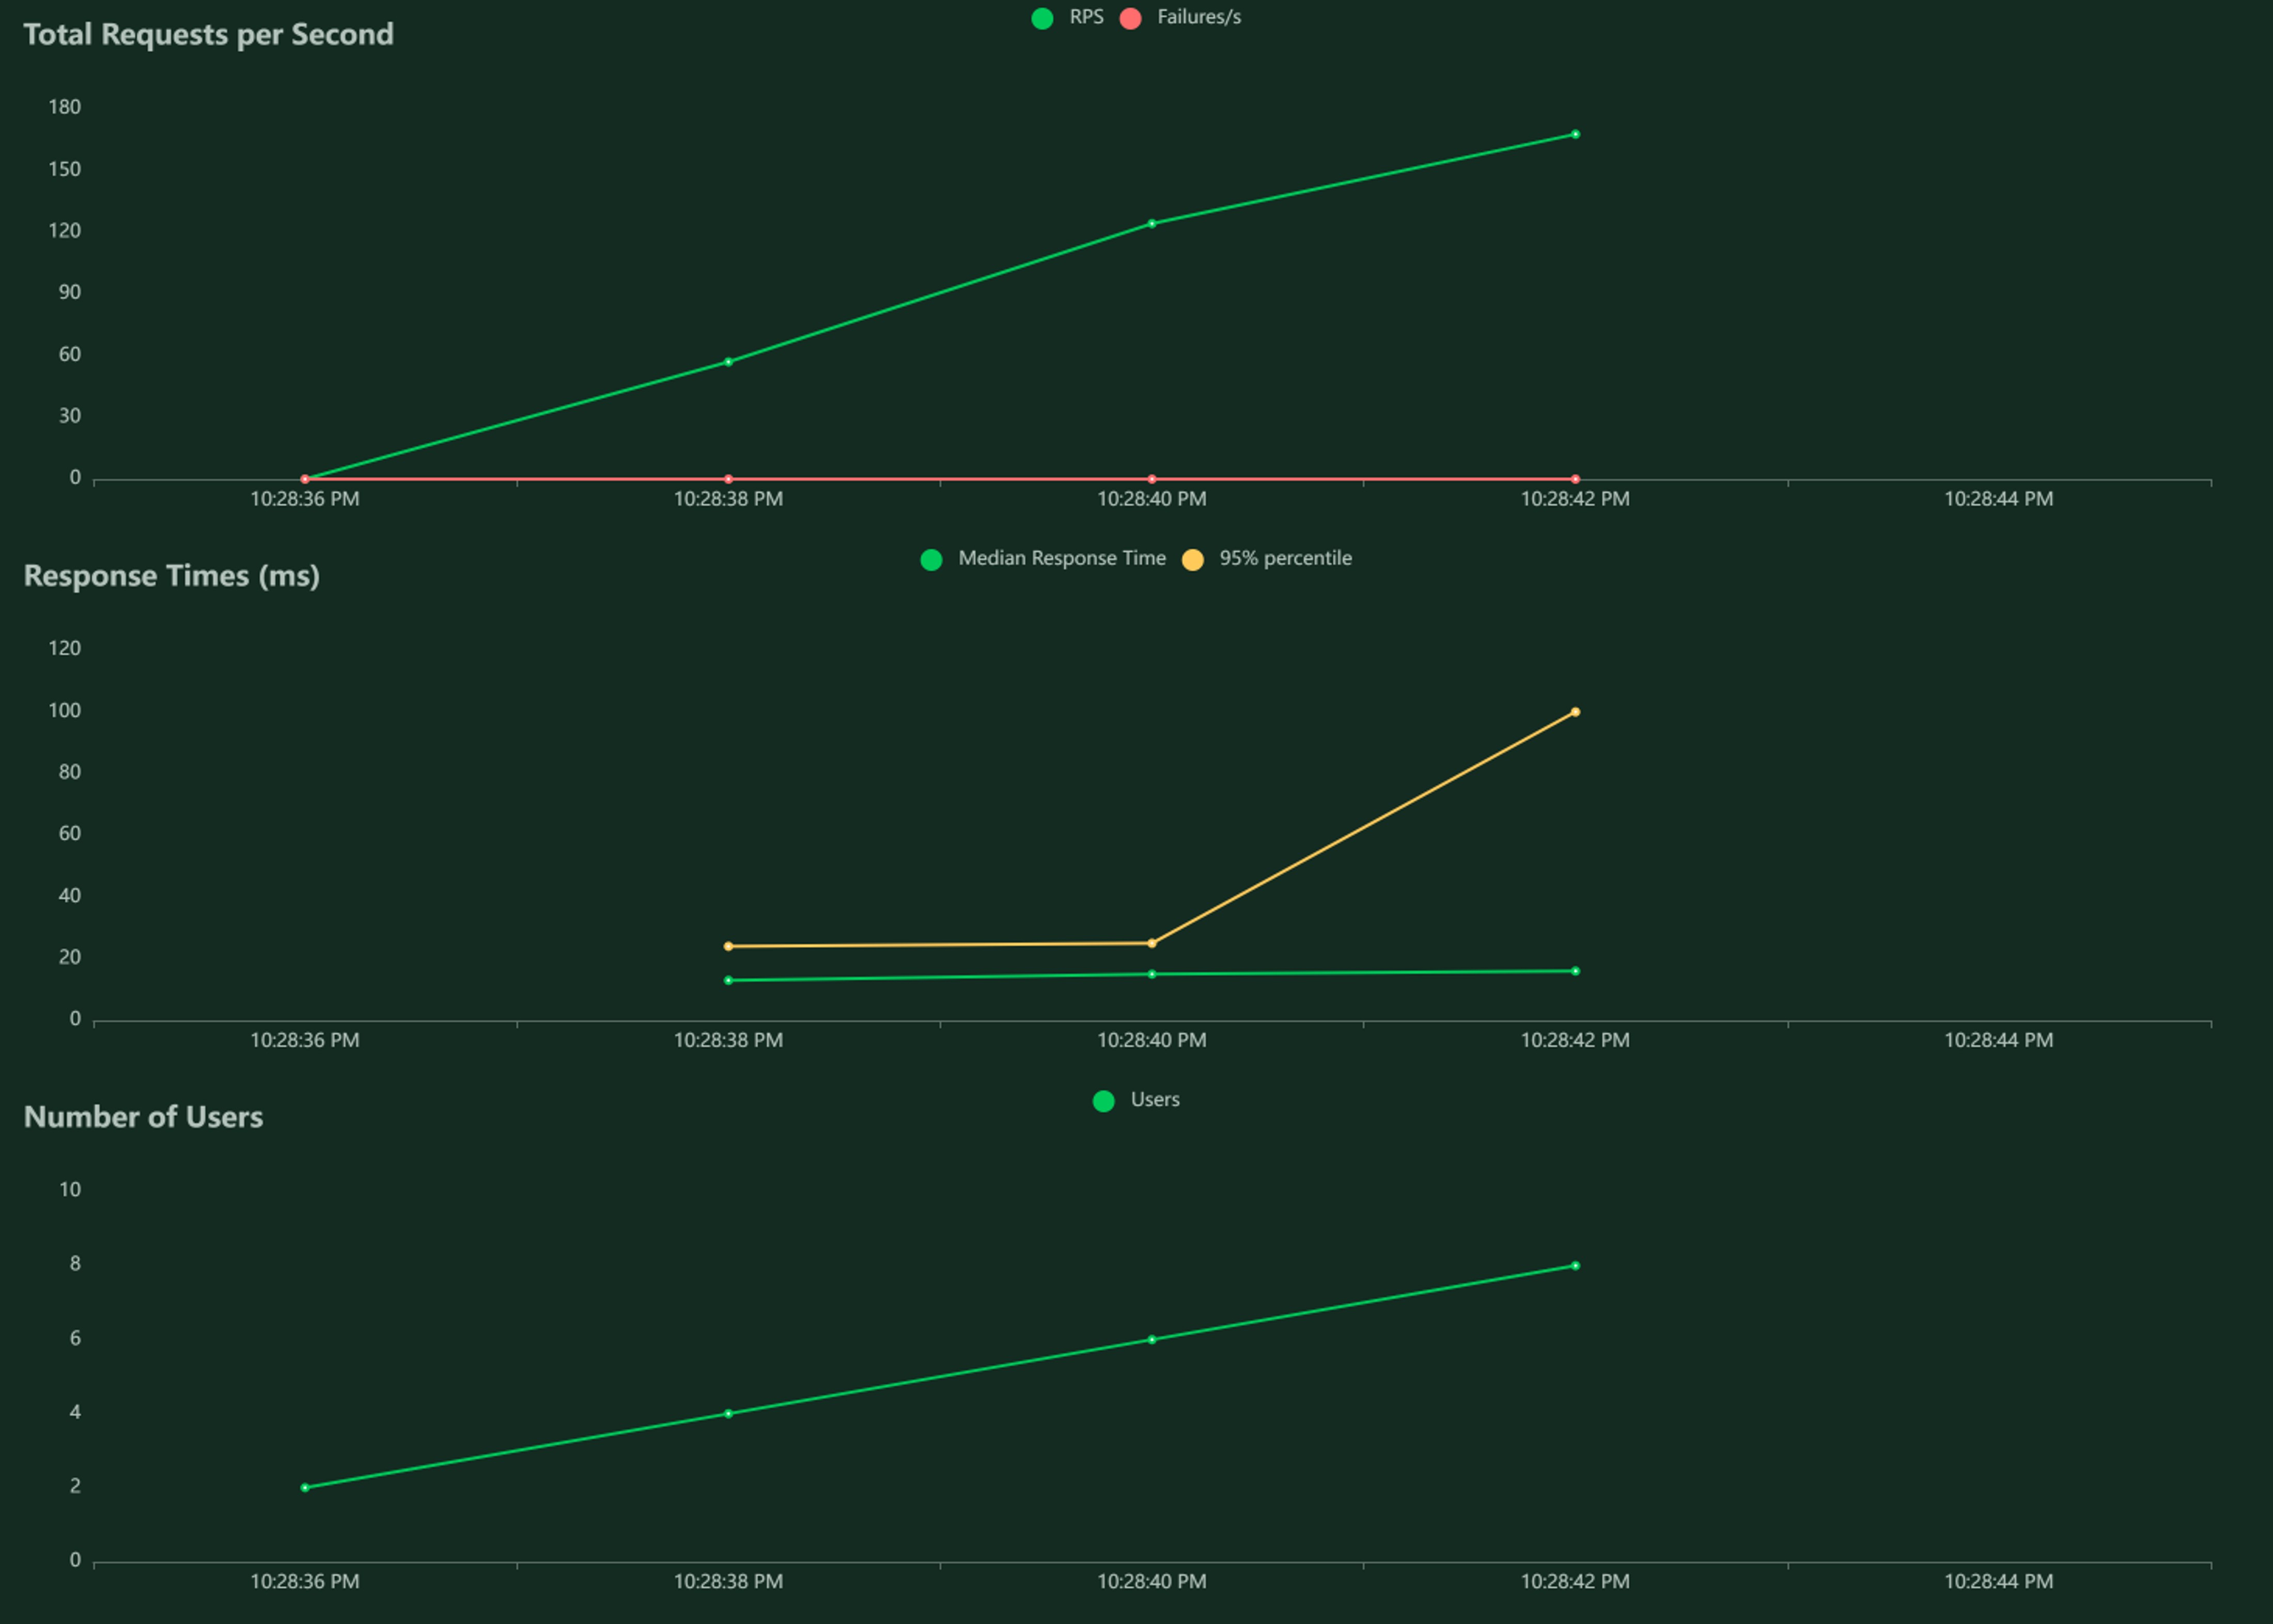 Total Requests per Second
RPS Failures/s
180
150
120
90
60
30
0
10:28:36 PM 10:28:38 PM 10:28:40 PM 10:28:42 PM 10:28:44 PM
Response Times (ms)
Median Response Time 95% percentile
120
100
80
60
40
20
0
10:28:36 PM 10:28:38 PM 10:28:40 PM 10:28:42 PM 10:28:44 PM
Number of Users
Users
10
8
6
4
2
0
10:28:36 PM 10:28:38 PM 10:28:40 PM 10:28:42 PM 10:28:44 PM